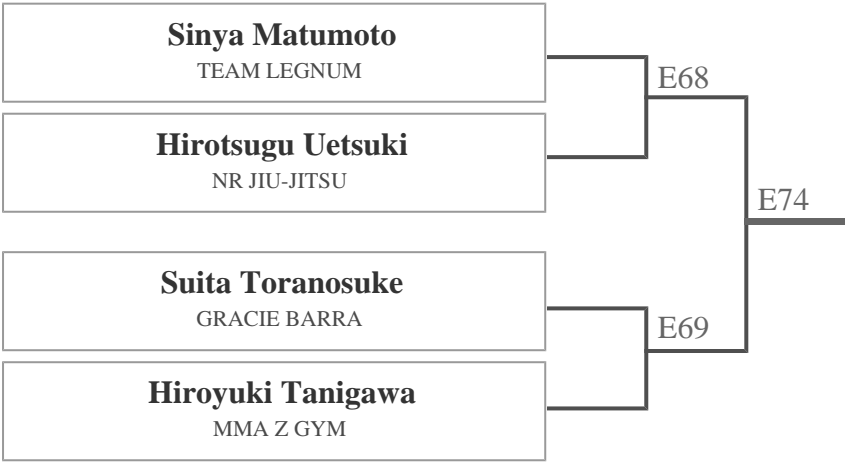 Sinya Matumoto
TEAM LEGNUM
E68
Hirotsugu Uetsuki
NR JIU-JITSU
E74
Suita Toranosuke
GRACIE BARRA
E69
Hiroyuki Tanigawa
MMA Z GYM